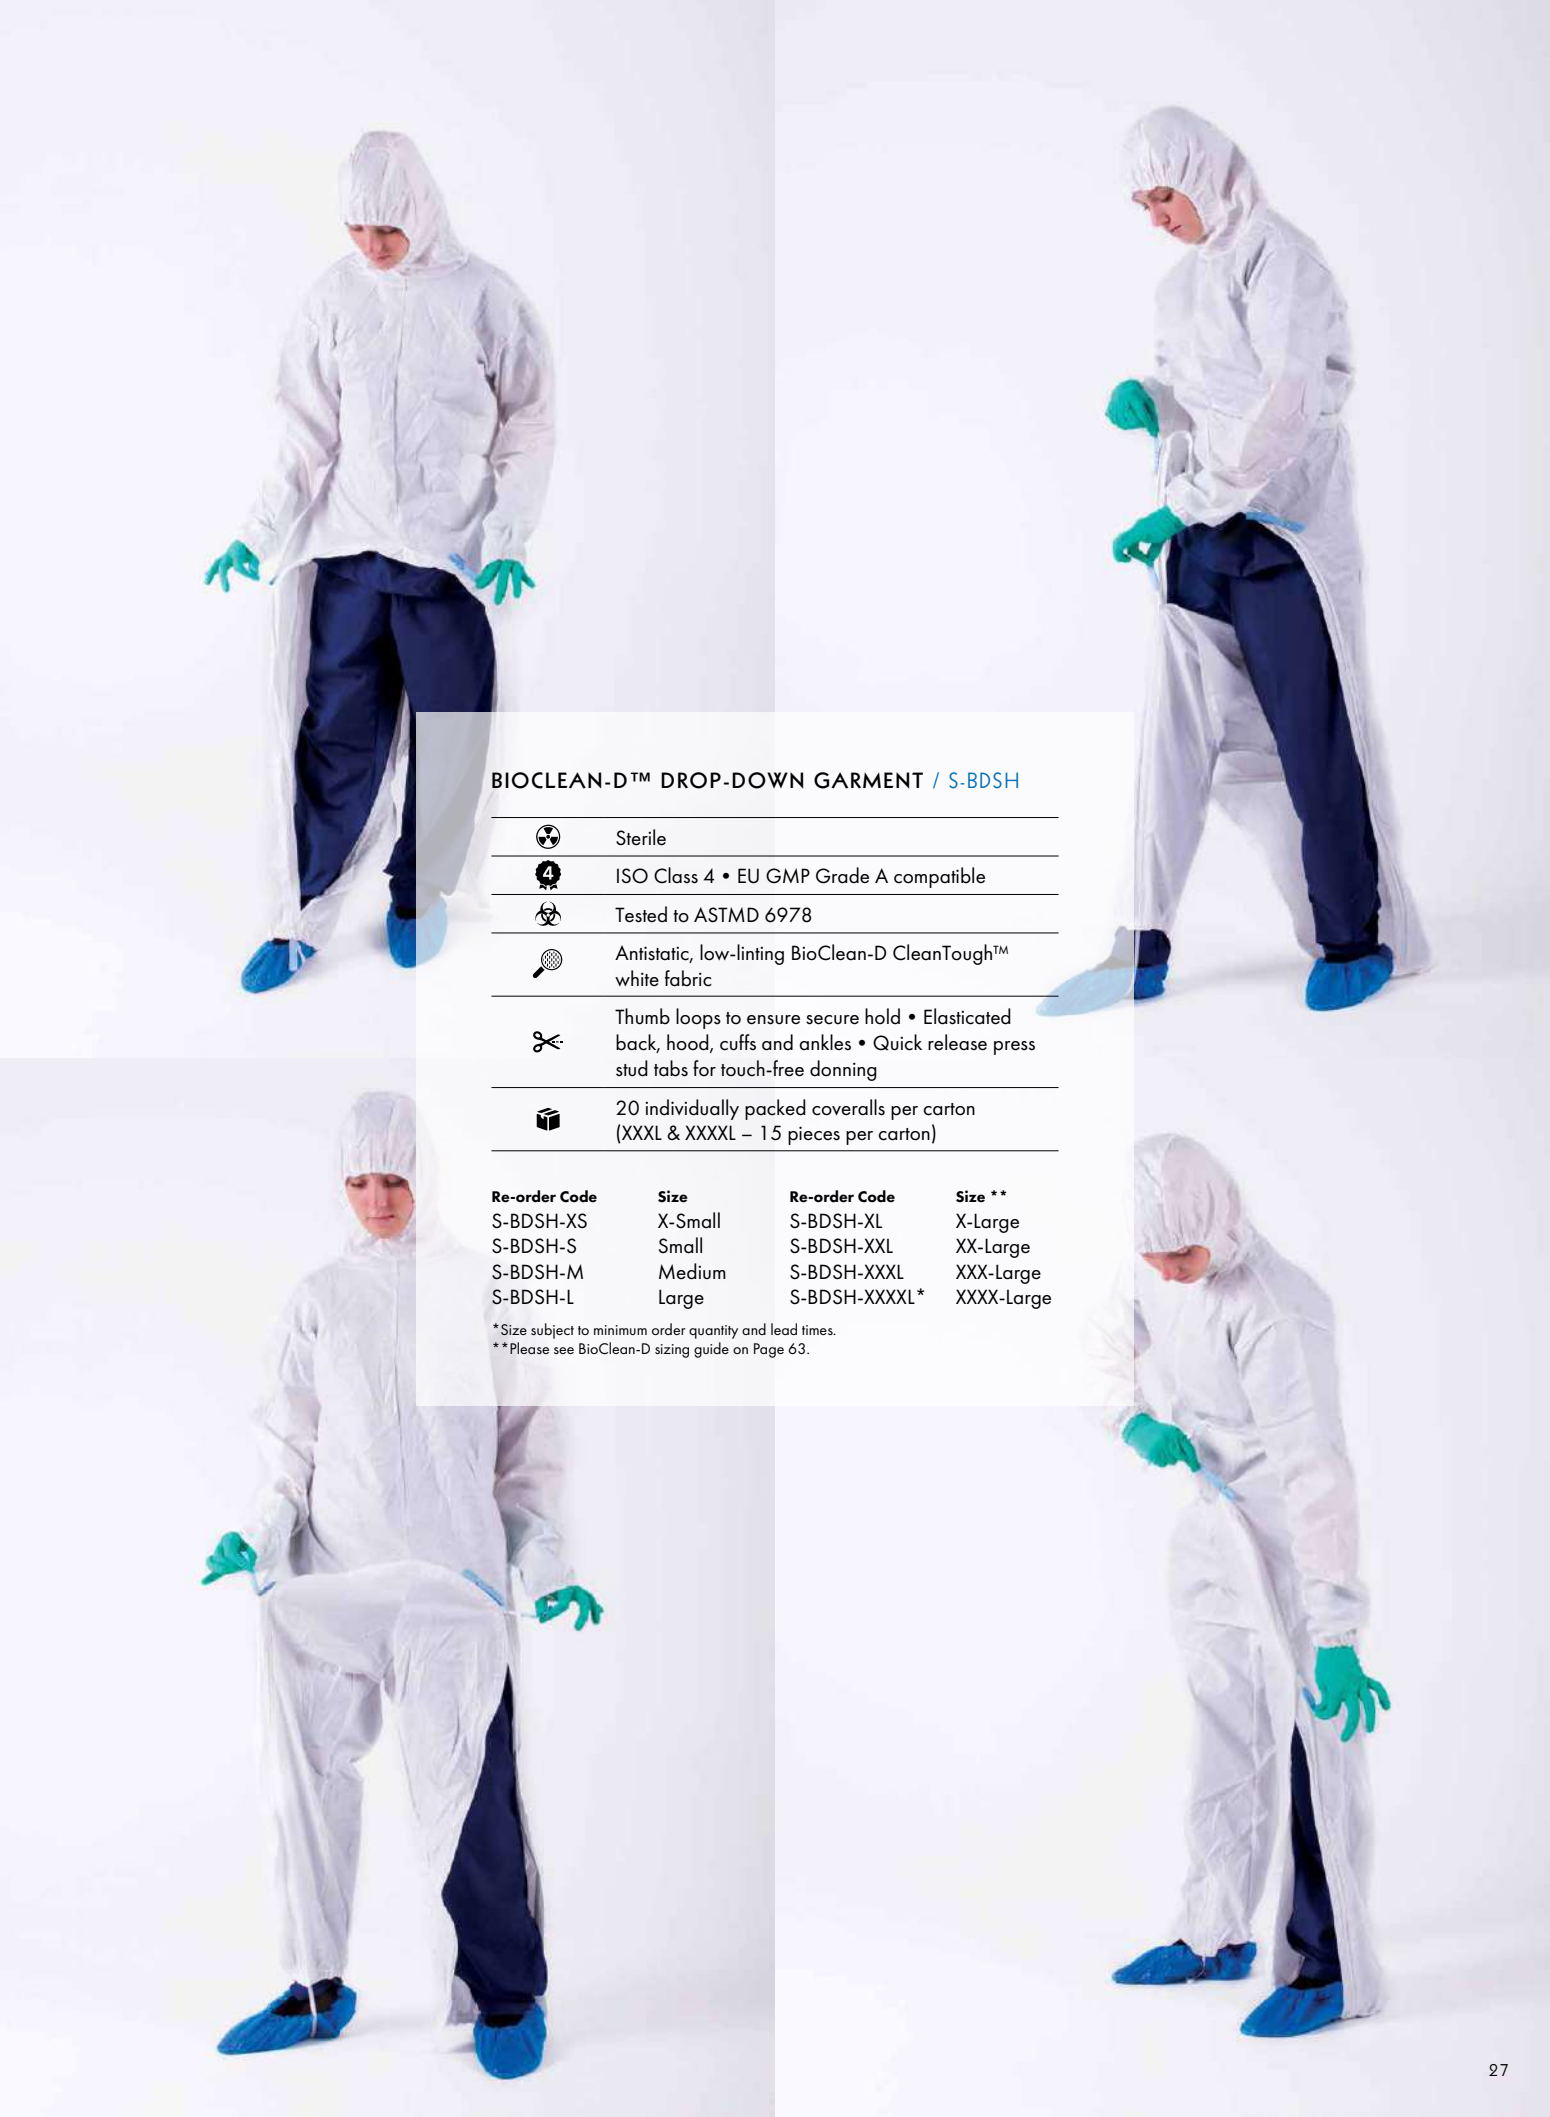 BIOCLEAN-D™ DROP-DOWN GARMENT / S-BDSH
Sterile
4
ISO Class 4 • EU GMP Grade A compatible
Tested to ASTMD 6978
Antistatic, low-linting BioClean-D CleanTough™
white fabric
Thumb loops to ensure secure hold • Elasticated
back, hood, cuffs and ankles • Quick release press
stud tabs for touch-free donning
20 individually packed coveralls per carton
(XXXL & XXXXL – 15 pieces per carton)
Re-order Code Size Re-order Code Size **
S-BDSH-XS X-Small S-BDSH-XL X-Large
S-BDSH-S Small S-BDSH-XXL XX-Large
S-BDSH-M Medium S-BDSH-XXXL XXX-Large
S-BDSH-L Large S-BDSH-XXXXL* XXXX-Large
*Size subject to minimum order quantity and lead times.
**Please see BioClean-D sizing guide on Page 63.
27